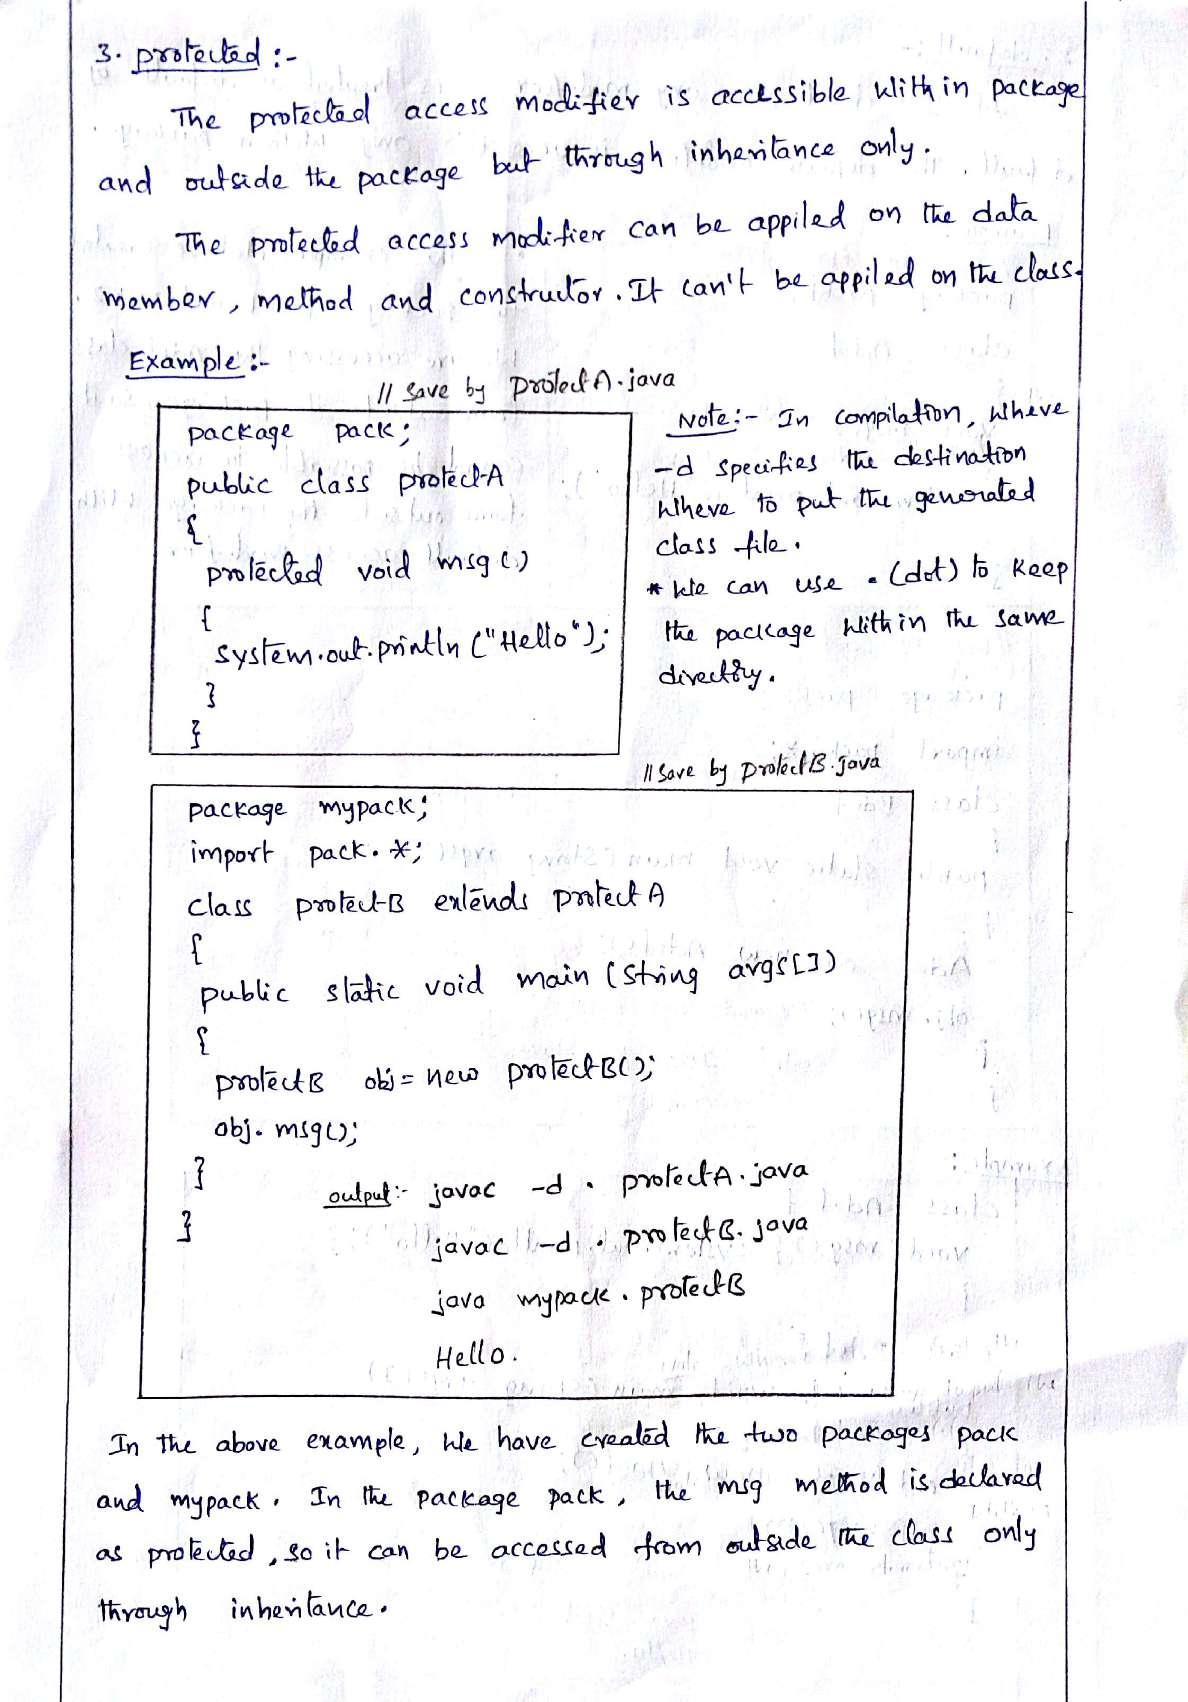 3. protected :-
The protected access modifier is accessible within package
and outside the package but through inheritance only.
The protected access modifier can be appiled on the data
member, method and constructor. It can't be appiled on the class.
Example :-
// Save by ProtectA.java
package pack;
public class protectA
{
protected void msg()
{
system.out.println("Hello");
}
}
Note:- In compilation, where
-d specifies the destination
where to put the generated
class file.
* We can use . (dot) to keep
the package within the same
directory.
// Save by protectB.java
package mypack;
import pack.*;
class protectB extends protectA
{
public static void main (String args[])
{
protectB obj = new protectB();
obj.msg();
}
}
output:- javac -d . protectA.java
javac -d . protectB.java
java mypack.protectB
Hello.
In the above example, We have created the two packages pack
and mypack. In the package pack, the msg method is declared
as protected, so it can be accessed from outside the class only
through inheritance.